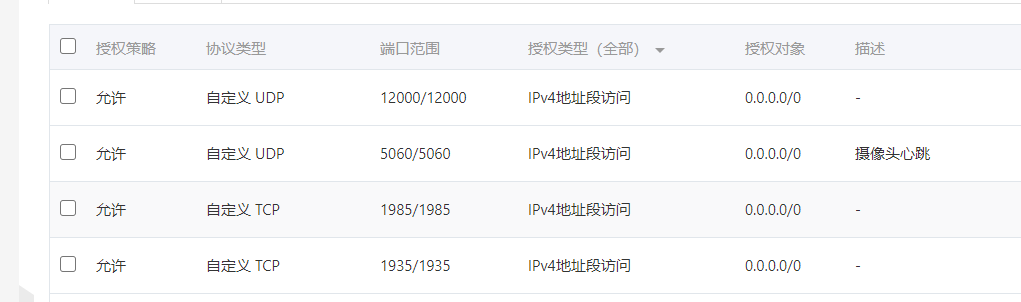 授权策略 协议类型 端口范围 授权类型（全部） 授权对象 描述
允许 自定义 UDP 12000/12000 IPv4地址段访问 0.0.0.0/0 -
允许 自定义 UDP 5060/5060 IPv4地址段访问 0.0.0.0/0 摄像头心跳
允许 自定义 TCP 1985/1985 IPv4地址段访问 0.0.0.0/0 -
允许 自定义 TCP 1935/1935 IPv4地址段访问 0.0.0.0/0 -